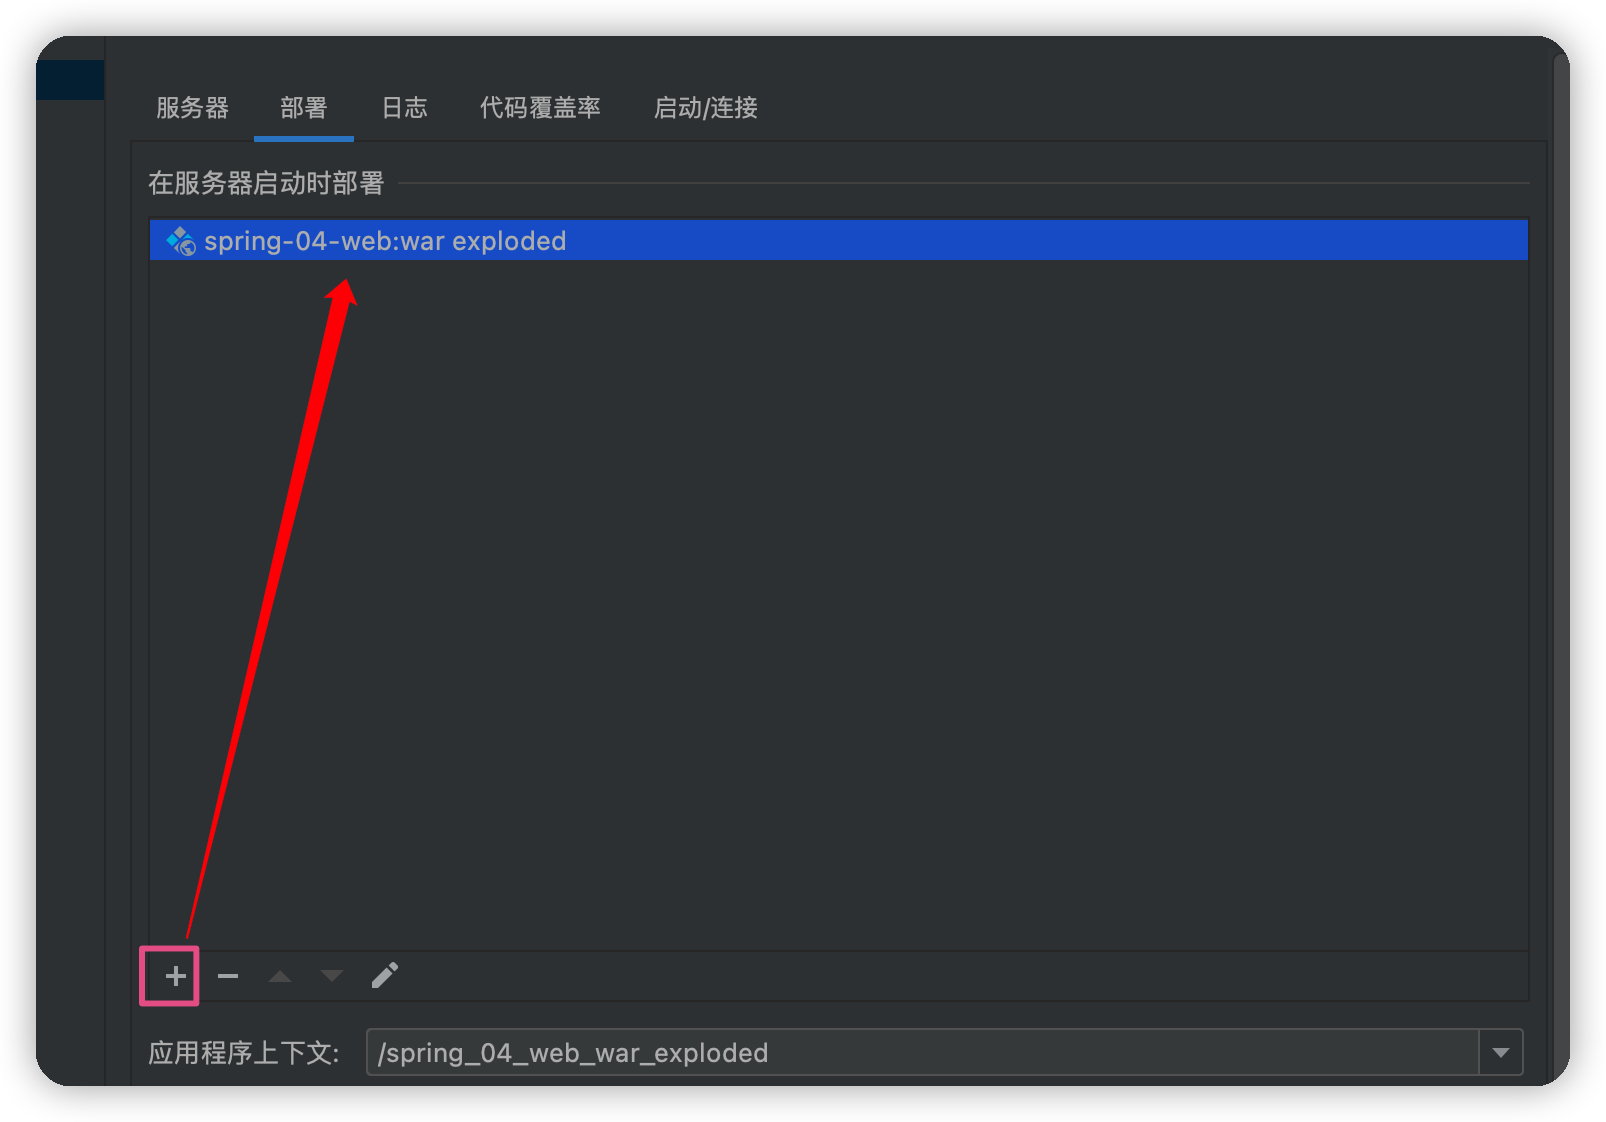 服务器 部署 日志 代码覆盖率 启动/连接
在服务器启动时部署
spring-04-web:war exploded
应用程序上下文: /spring_04_web_war_exploded